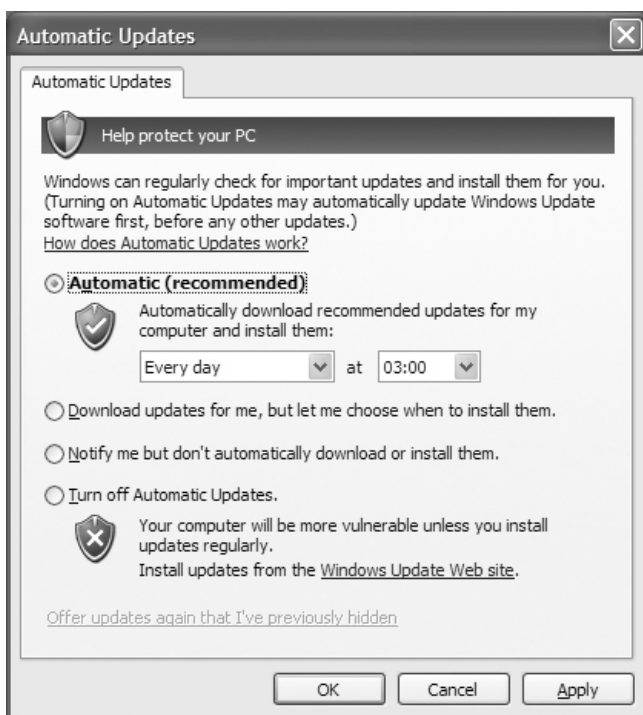 Automatic Updates
Automatic Updates
Help protect your PC
Windows can regularly check for important updates and install them for you.
(Turning on Automatic Updates may automatically update Windows Update
software first, before any other updates.)
How does Automatic Updates work?
Automatic (recommended)
Automatically download recommended updates for my
computer and install them:
Every day at 03:00
Download updates for me, but let me choose when to install them.
Notify me but don't automatically download or install them.
Turn off Automatic Updates.
Your computer will be more vulnerable unless you install
updates regularly.
Install updates from the Windows Update Web site.
Offer updates again that I've previously hidden
OK Cancel Apply